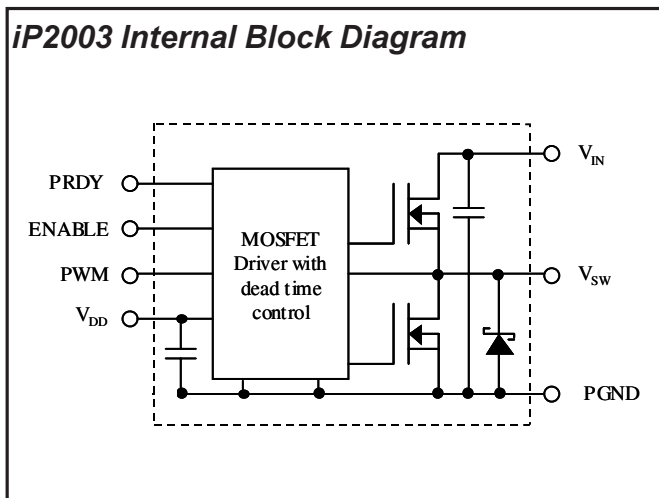 iP2003 Internal Block Diagram
PRDY
ENABLE
PWM
VDD
MOSFET
Driver with
dead time
control
VIN
VSW
PGND